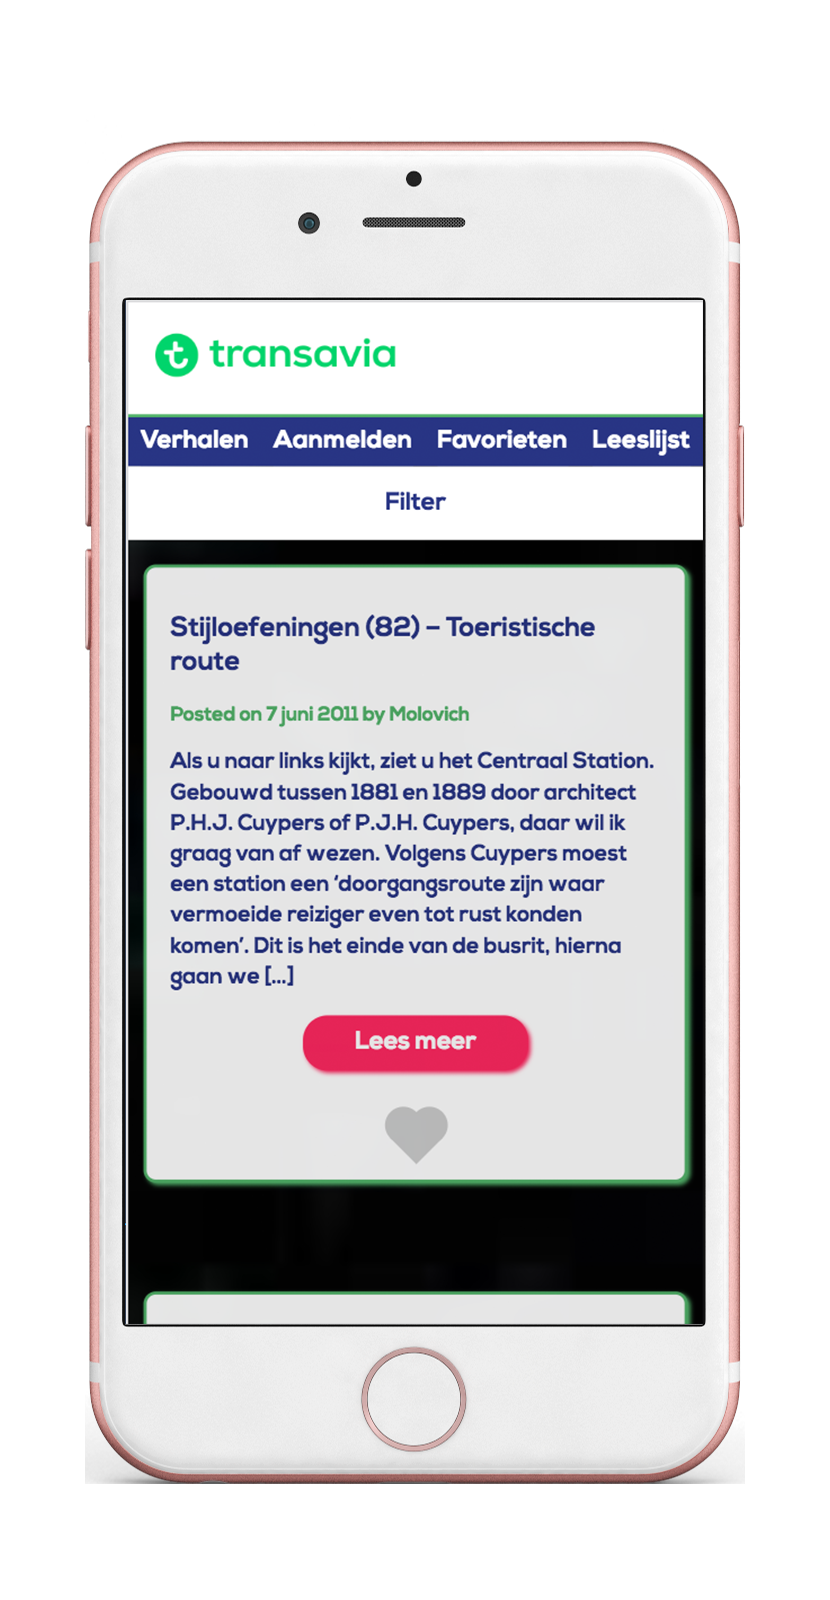 transavia
Verhalen Aanmelden Favorieten Leeslijst
Filter
Stijloefeningen (82) – Toeristische
route
Posted on 7 juni 2011 by Molovich
Als u naar links kijkt, ziet u het Centraal Station.
Gebouwd tussen 1881 en 1889 door architect
P.H.J. Cuypers of P.J.H. Cuypers, daar wil ik
graag van af wezen. Volgens Cuypers moest
een station een ‘doorgangsroute zijn waar
vermoeide reiziger even tot rust konden
komen’. Dit is het einde van de busrit, hierna
gaan we [...]
Lees meer